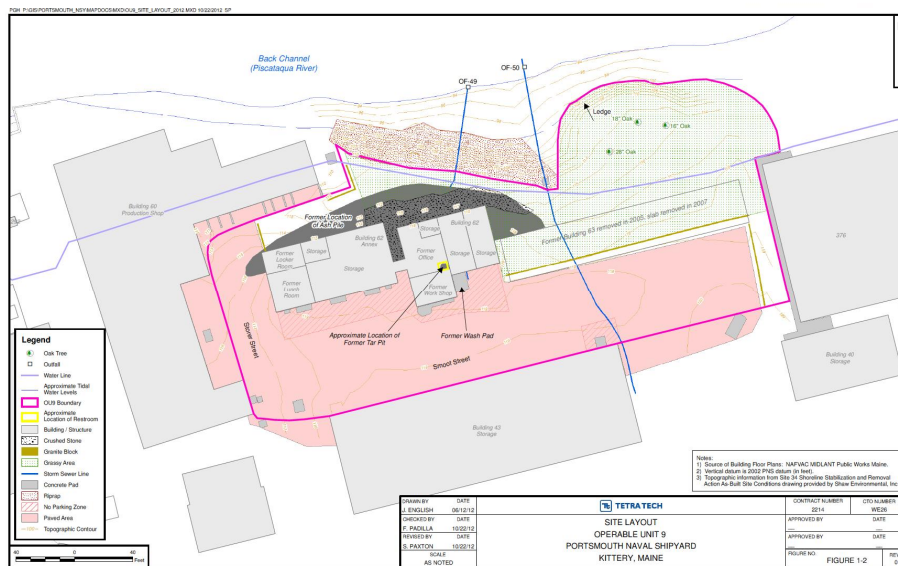 PGH P:\GIS\PORTSMOUTH_NSY\MAPDOCS\MXD\OU9_SITE_LAYOUT_2012.MXD 10/22/2012 SP
Back Channel
(Piscataqua River)
OF-50
OF-49
Ledge
18" Oak
16" Oak
26" Oak
Building 60
Production Shop
Former Location
of Ash Pile
Building 62
Annex
Building 62
Storage
Former
Office
Storage
Storage
Former
Locker
Room
Storage
Storage
Former
Lunch
Room
Former
Work Shop
Former Building 63 removed in 2005, slab removed in 2007
376
Approximate Location of
Former Tar Pit
Former Wash Pad
Storer Street
Smoot Street
Building 40
Storage
Building 43
Storage
Legend
Oak Tree
Outfall
Water Line
Approximate Tidal
Water Levels
OU9 Boundary
Approximate
Location of Restroom
Building / Structure
Crushed Stone
Granite Block
Grassy Area
Storm Sewer Line
Concrete Pad
Riprap
No Parking Zone
Paved Area
Topographic Contour
40 0 40
Feet
Notes:
1) Source of Building Floor Plans: NAFVAC MIDLANT Public Works Maine.
2) Vertical datum is 2002 PNS datum (in feet).
3) Topographic information from Site 34 Shoreline Stabilization and Removal
Action As-Built Site Conditions drawing provided by Shaw Environmental, Inc
DRAWN BY DATE
J. ENGLISH 06/12/12
CHECKED BY DATE
F. PADILLA 10/22/12
REVISED BY DATE
S. PAXTON 10/22/12
SCALE
AS NOTED
TETRA TECH
SITE LAYOUT
OPERABLE UNIT 9
PORTSMOUTH NAVAL SHIPYARD
KITTERY, MAINE
CONTRACT NUMBER CTO NUMBER
2214 WE26
APPROVED BY DATE
APPROVED BY DATE
FIGURE NO. REV
FIGURE 1-2 0